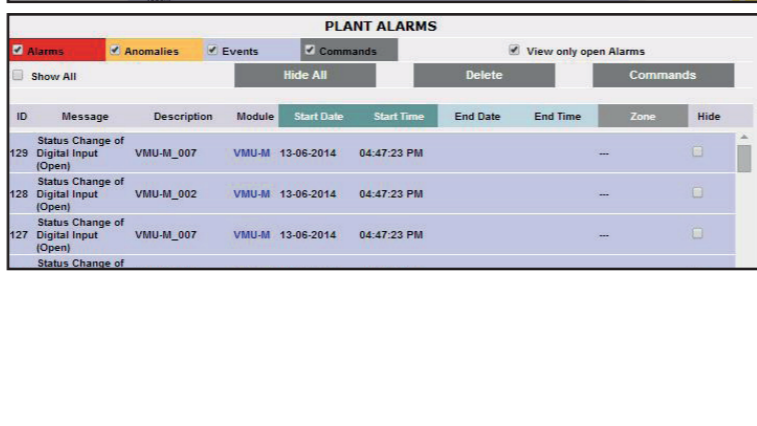 PLANT ALARMS
Alarms Anomalies Events Commands View only open Alarms
Show All Hide All Delete Commands
ID Message Description Module Start Date Start Time End Date End Time Zone Hide
Status Change of
129 Digital Input VMU-M_007 VMU-M 13-06-2014 04:47:23 PM ---
(Open)
Status Change of
128 Digital Input VMU-M_002 VMU-M 13-06-2014 04:47:23 PM ---
(Open)
Status Change of
127 Digital Input VMU-M_007 VMU-M 13-06-2014 04:47:23 PM ---
(Open)
Status Change of